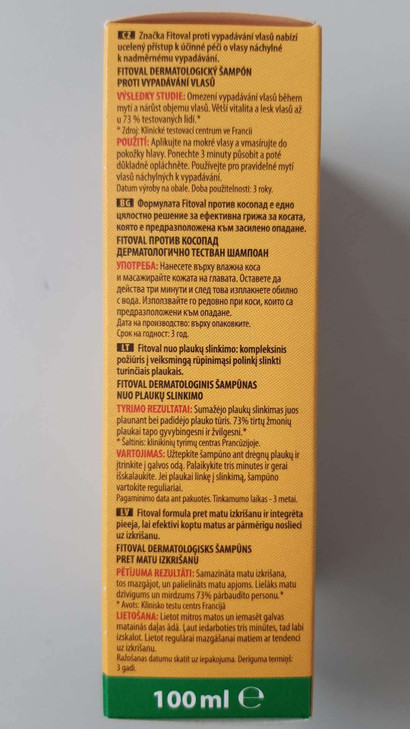 CZ Značka Fitoval proti vypadávání vlasů nabízí
ucelený přístup k účinné péči o vlasy náchylné
k nadměrnému vypadávání.
FITOVAL DERMATOLOGICKÝ ŠAMPÓN
PROTI VYPADÁVÁNÍ VLASŮ
VÝSLEDKY STUDIE: Omezení vypadávání vlasů během
mytí a nárůst objemu vlasů. Větší vitalita a lesk vlasů až
u 73 % testovaných lidí.*
* Zdroj: Klinické testovací centrum ve Francii
POUŽITÍ: Aplikujte na mokré vlasy a vmasírujte do
pokožky hlavy. Ponechte 3 minuty působit a poté
důkladně opláchněte. Používejte pro pravidelné mytí
vlasů náchylných k vypadávání.
Datum výroby na obale. Doba použitelnosti: 3 roky.
BG Формулата Fitoval против косопад е едно
цялостно решение за ефективна грижа за косата,
която е предразположена към засилено опадане.
FITOVAL ПРОТИВ КОСОПАД
ДЕРМАТОЛОГИЧНО ТЕСТВАН ШАМПОАН
УПОТРЕБА: Нанесете върху влажна коса
и масажирайте кожата на главата. Оставете да
действа три минути и след това изплакнете обилно
с вода. Използвайте го редовно при коси, които са
предразположени към опадане.
Дата на производство: върху опаковките.
Срок на годност: 3 год.
LT Fitoval nuo plaukų slinkimo: kompleksinis
požiūris į veiksmingą rūpinimąsi polinkį slinkti
turinčiais plaukais.
FITOVAL DERMATOLOGINIS ŠAMPŪNAS
NUO PLAUKŲ SLINKIMO
TYRIMO REZULTATAI: Sumažėjo plaukų slinkimas juos
plaunant bei padidėjo plauko tūris. 73% tirtų žmonių
plaukai tapo gyvybingesni ir žvilgesni.*
* Šaltinis: klinikinių tyrimų centras Prancūzijoje.
VARTOJIMAS: Užtepkite šampūno ant drėgnų plaukų ir
įtrinkite į galvos odą. Palaikykite tris minutes ir gerai
išskalaukite. Jei plaukai linkę į slinkimą, šampūno
vartokite reguliariai.
Pagaminimo data ant pakuotės. Tinkamumo laikas - 3 metai.
LV Fitoval formula pret matu izkrišanu ir integrēta
pieeja, lai efektīvi koptu matus ar pārmērīgu noslieci
uz izkrišanu.
FITOVAL DERMATOLOĢISKS ŠAMPŪNS
PRET MATU IZKRIŠANU
PĒTĪJUMA REZULTĀTI: Samazināta matu izkrišana,
tos mazgājot, un palielināts matu apjoms. Lielāks matu
dzīvīgums un mirdzums 73% pārbaudīto personu.*
* Avots: Klīnisko testu centrs Francijā
LIETOŠANA: Lietot mitros matos un iemasēt galvas
matainās daļas ādā. Ļaut iedarboties trīs minūtes, tad labi
izskalot. Lietot regulārai mazgāšanai matiem ar tendenci
uz izkrišanu.
Ražošanas datumu skatīt uz iepakojuma. Derīguma termiņš:
3 gadi.
100 ml ℮